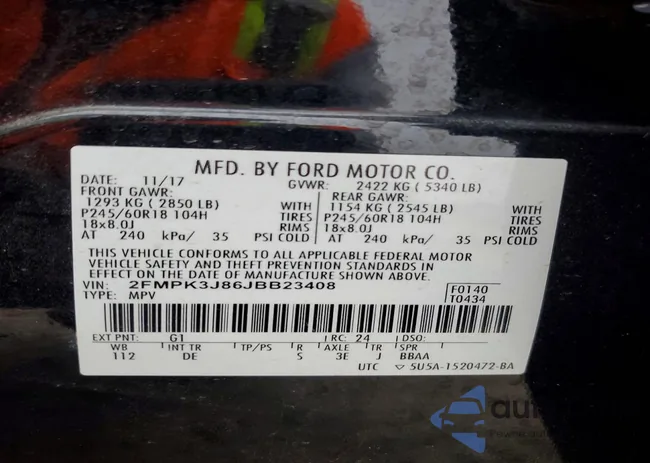 MFD. BY FORD MOTOR CO.
DATE: 11/17 GVWR: 2422 KG ( 5340 LB)
FRONT GAWR: REAR GAWR:
1293 KG ( 2850 LB) WITH 1154 KG ( 2545 LB) WITH
P245/60R18 104H TIRES P245/60R18 104H TIRES
18x8.0J RIMS 18x8.0J RIMS
AT 240 kPa/ 35 PSI COLD AT 240 kPa/ 35 PSI COLD
THIS VEHICLE CONFORMS TO ALL APPLICABLE FEDERAL MOTOR
VEHICLE SAFETY AND THEFT PREVENTION STANDARDS IN
EFFECT ON THE DATE OF MANUFACTURE SHOWN ABOVE.
VIN: 2FMPK3J86JBB23408 F0140
TYPE: MPV T0434
EXT PNT: G1 RC: 24 DSO:
WB INT TR TP/PS R AXLE TR SPR
112 DE S 3E J BBAA
UTC 5U5A-1520472-BA